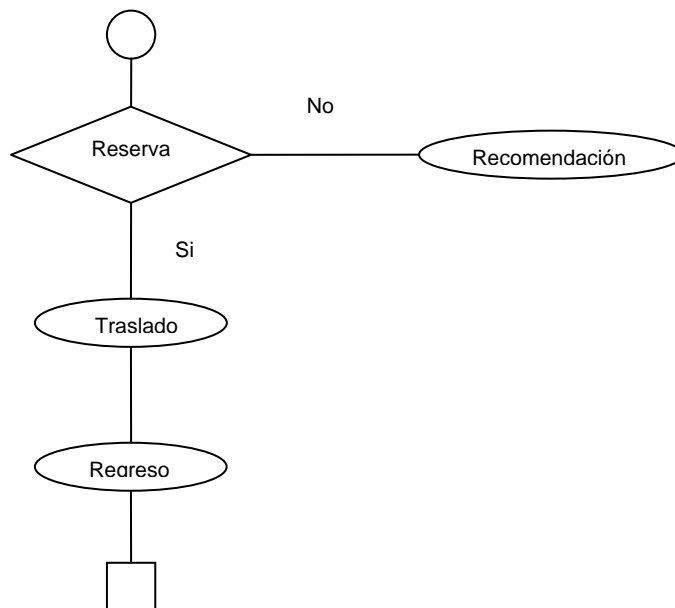 No
Reserva
Recomendación
Si
Traslado
Regreso